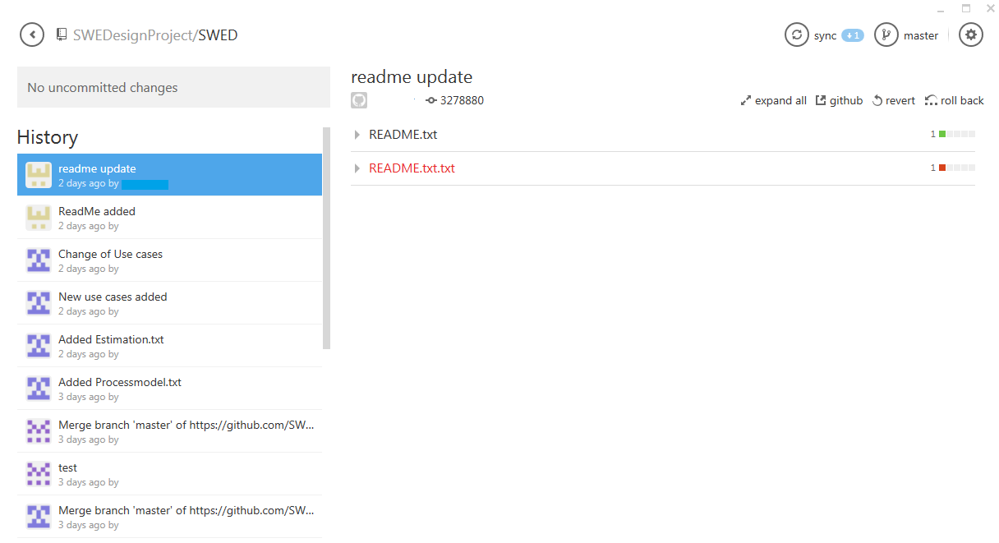 SWEDesignProject/SWED
sync 1
master
No uncommitted changes
History
readme update
2 days ago by
ReadMe added
2 days ago by
Change of Use cases
2 days ago by
New use cases added
2 days ago by
Added Estimation.txt
2 days ago by
Added Processmodel.txt
3 days ago by
Merge branch 'master' of https://github.com/SW...
3 days ago by
test
3 days ago by
Merge branch 'master' of https://github.com/SW...
3 days ago by
readme update
3278880
expand all github revert roll back
README.txt 1
README.txt.txt 1